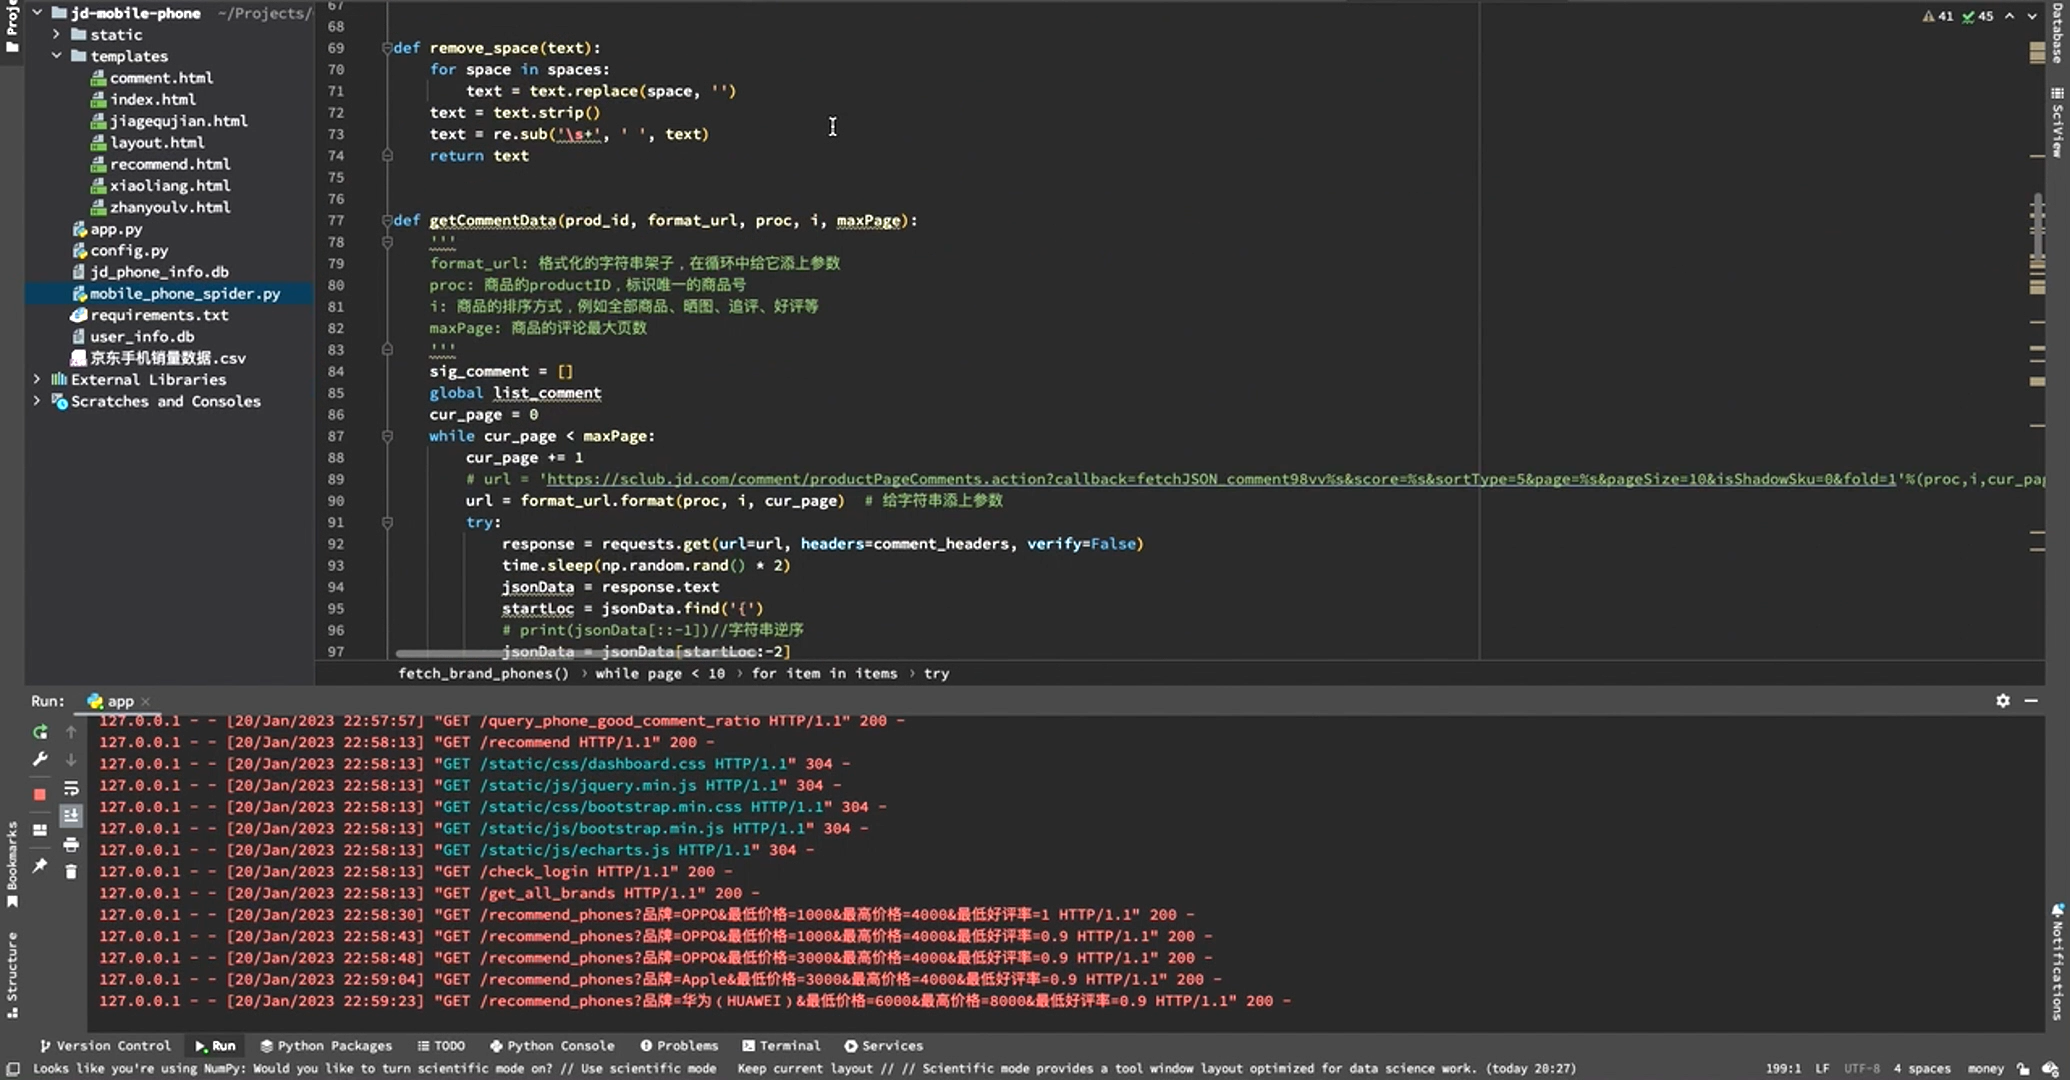 jd-mobile-phone ~/Projects/
static
templates
comment.html
index.html
jiagequjian.html
layout.html
recommend.html
xiaoliang.html
zhanyoulv.html
app.py
config.py
jd_phone_info.db
mobile_phone_spider.py
requirements.txt
user_info.db
京东手机销量数据.csv
External Libraries
Scratches and Consoles
41 45
67
68
69 def remove_space(text):
70 for space in spaces:
71 text = text.replace(space, '')
72 text = text.strip()
73 text = re.sub('\s+', ' ', text)
74 return text
75
76
77 def getCommentData(prod_id, format_url, proc, i, maxPage):
78 '''
79 format_url: 格式化的字符串架子，在循环中给它添上参数
80 proc: 商品的productID，标识唯一的商品号
81 i: 商品的排序方式，例如全部商品、晒图、追评、好评等
82 maxPage: 商品的评论最大页数
83 '''
84 sig_comment = []
85 global list_comment
86 cur_page = 0
87 while cur_page < maxPage:
88 cur_page += 1
89 # url = 'https://sclub.jd.com/comment/productPageComments.action?callback=fetchJSON_comment98vv%s&score=%s&sortType=5&page=%s&pageSize=10&isShadowSku=0&fold=1'%(proc,i,cur_pa
90 url = format_url.format(proc, i, cur_page) # 给字符串添上参数
91 try:
92 response = requests.get(url=url, headers=comment_headers, verify=False)
93 time.sleep(np.random.rand() * 2)
94 jsonData = response.text
95 startLoc = jsonData.find('{')
96 # print(jsonData[::-1])//字符串逆序
97 jsonData = jsonData[startLoc:-2]
fetch_brand_phones() › while page < 10 › for item in items › try
Database
SciView
Notifications
Bookmarks
Structure
Run: app
127.0.0.1 - - [20/Jan/2023 22:57:57] "GET /query_phone_good_comment_ratio HTTP/1.1" 200 -
127.0.0.1 - - [20/Jan/2023 22:58:13] "GET /recommend HTTP/1.1" 200 -
127.0.0.1 - - [20/Jan/2023 22:58:13] "GET /static/css/dashboard.css HTTP/1.1" 304 -
127.0.0.1 - - [20/Jan/2023 22:58:13] "GET /static/js/jquery.min.js HTTP/1.1" 304 -
127.0.0.1 - - [20/Jan/2023 22:58:13] "GET /static/css/bootstrap.min.css HTTP/1.1" 304 -
127.0.0.1 - - [20/Jan/2023 22:58:13] "GET /static/js/bootstrap.min.js HTTP/1.1" 304 -
127.0.0.1 - - [20/Jan/2023 22:58:13] "GET /static/js/echarts.js HTTP/1.1" 304 -
127.0.0.1 - - [20/Jan/2023 22:58:13] "GET /check_login HTTP/1.1" 200 -
127.0.0.1 - - [20/Jan/2023 22:58:13] "GET /get_all_brands HTTP/1.1" 200 -
127.0.0.1 - - [20/Jan/2023 22:58:30] "GET /recommend_phones?品牌=OPPO&最低价格=1000&最高价格=4000&最低好评率=1 HTTP/1.1" 200 -
127.0.0.1 - - [20/Jan/2023 22:58:43] "GET /recommend_phones?品牌=OPPO&最低价格=1000&最高价格=4000&最低好评率=0.9 HTTP/1.1" 200 -
127.0.0.1 - - [20/Jan/2023 22:58:48] "GET /recommend_phones?品牌=OPPO&最低价格=3000&最高价格=4000&最低好评率=0.9 HTTP/1.1" 200 -
127.0.0.1 - - [20/Jan/2023 22:59:04] "GET /recommend_phones?品牌=Apple&最低价格=3000&最高价格=4000&最低好评率=0.9 HTTP/1.1" 200 -
127.0.0.1 - - [20/Jan/2023 22:59:23] "GET /recommend_phones?品牌=华为（HUAWEI）&最低价格=6000&最高价格=8000&最低好评率=0.9 HTTP/1.1" 200 -
Version Control Run Python Packages TODO Python Console Problems Terminal Services
Looks like you're using NumPy: Would you like to turn scientific mode on? // Use scientific mode Keep current layout // // Scientific mode provides a tool window layout optimized for data science work. (today 20:27) 199:1 LF UTF-8 4 spaces money